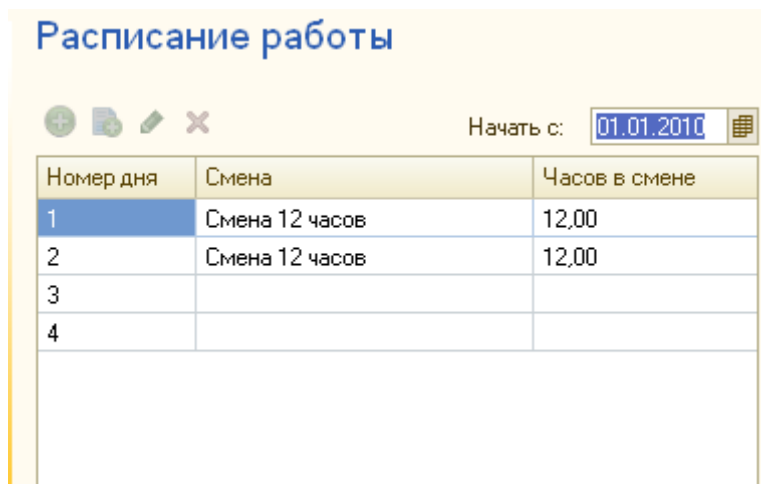 Расписание работы
Начать с: 01.01.2010
Номер дня Смена Часов в смене
1 Смена 12 часов 12,00
2 Смена 12 часов 12,00
3
4